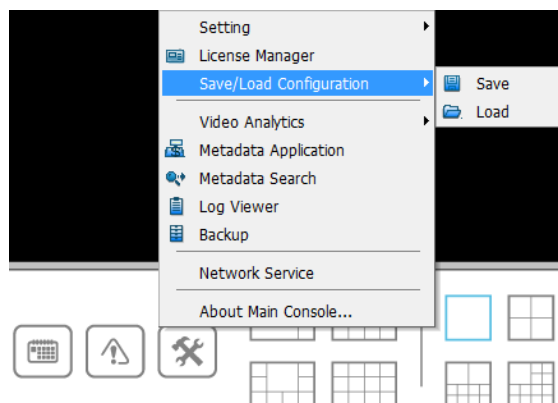 Setting
License Manager
Save/Load Configuration
Save
Load
Video Analytics
Metadata Application
Metadata Search
Log Viewer
Backup
Network Service
About Main Console...